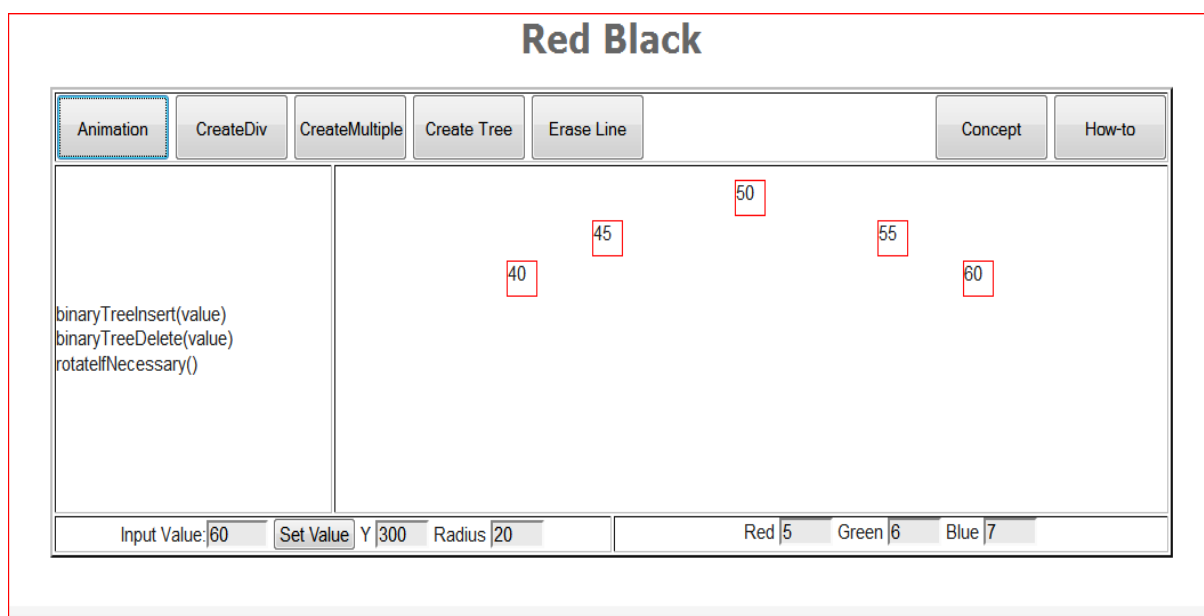 Red Black
Animation CreateDiv CreateMultiple Create Tree Erase Line Concept How-to
50
45 55
40 60
binaryTreeInsert(value)
binaryTreeDelete(value)
rotateIfNecessary()
Input Value: 60 Set Value Y 300 Radius 20 Red 5 Green 6 Blue 7